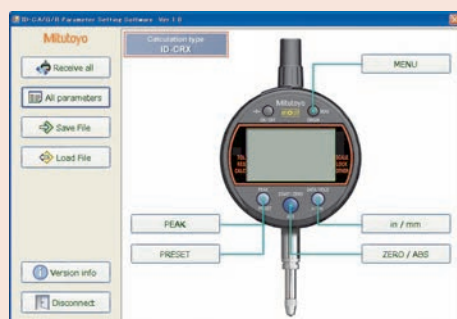 ID-CA/G/R Parameter Setting Software Ver 1.0
Mitutoyo
Receive all
All parameters
Save File
Load File
Version info
Disconnect
Calculation type
ID-CRX
MENU
Mitutoyo
PEAK
PRESET
in / mm
ZERO / ABS